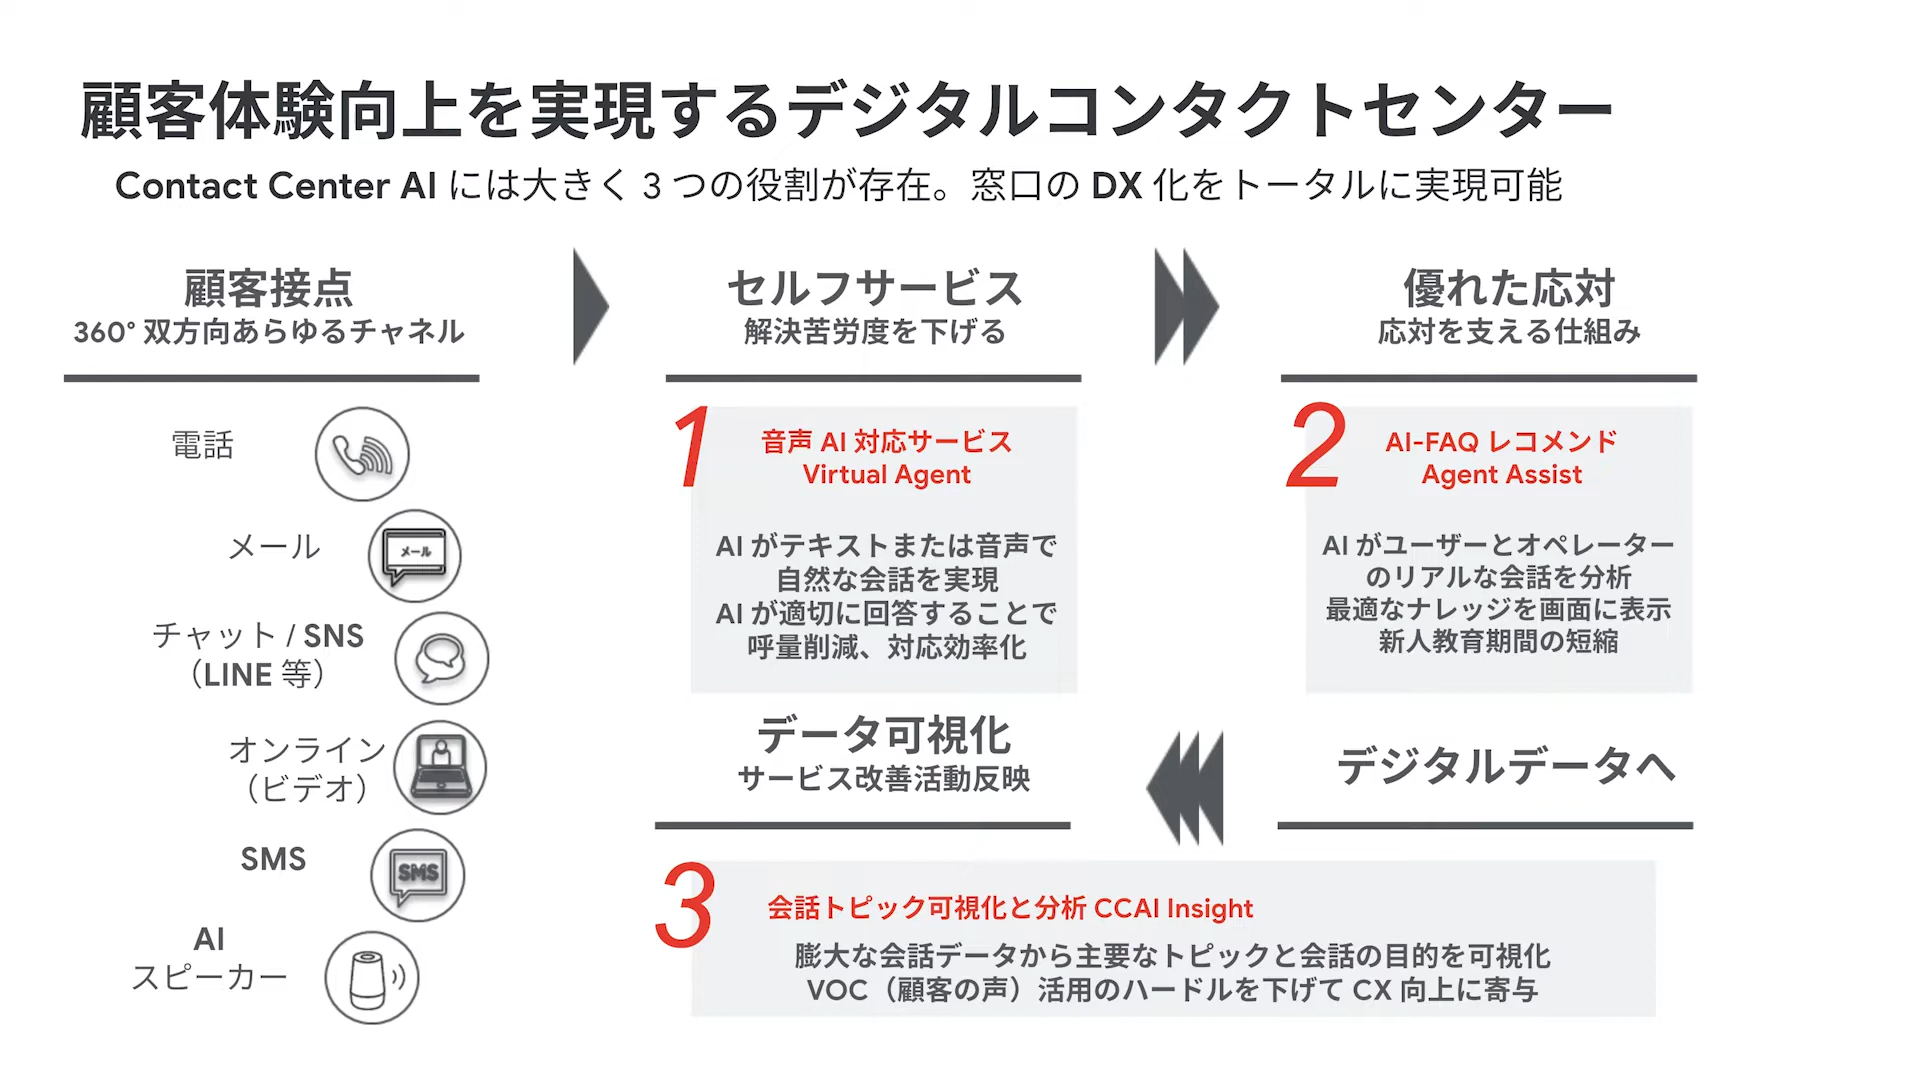 顧客体験向上を実現するデジタルコンタクトセンター
Contact Center AI には大きく 3 つの役割が存在。窓口の DX 化をトータルに実現可能
顧客接点
360° 双方向あらゆるチャネル
電話
メール
メール
チャット / SNS
（LINE 等）
オンライン
（ビデオ）
SMS
SMS
AI
スピーカー
セルフサービス
解決苦労度を下げる
1
音声 AI 対応サービス
Virtual Agent
AI がテキストまたは音声で
自然な会話を実現
AI が適切に回答することで
呼量削減、対応効率化
優れた応対
応対を支える仕組み
2
AI-FAQ レコメンド
Agent Assist
AI がユーザーとオペレーター
のリアルな会話を分析
最適なナレッジを画面に表示
新人教育期間の短縮
データ可視化
サービス改善活動反映
デジタルデータへ
3
会話トピック可視化と分析 CCAI Insight
膨大な会話データから主要なトピックと会話の目的を可視化
VOC（顧客の声）活用のハードルを下げて CX 向上に寄与